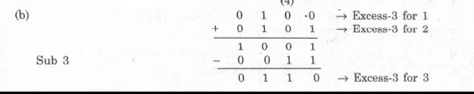 (4)
(b) 0 1 0 ·0 → Excess-3 for 1
+ 0 1 0 1 → Excess-3 for 2
1 0 0 1
Sub 3 − 0 0 1 1
0 1 1 0 → Excess-3 for 3